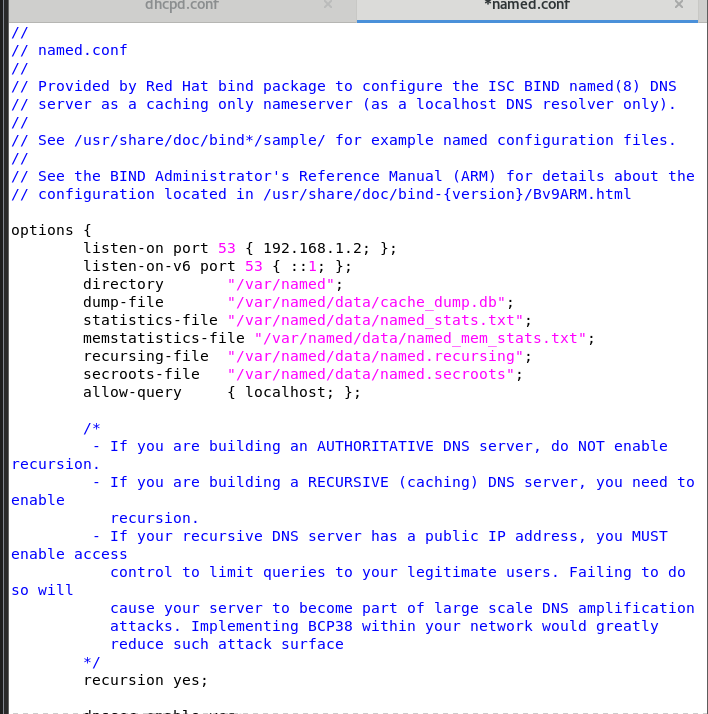 dhcpd.conf × *named.conf ×
//
// named.conf
//
// Provided by Red Hat bind package to configure the ISC BIND named(8) DNS
// server as a caching only nameserver (as a localhost DNS resolver only).
//
// See /usr/share/doc/bind*/sample/ for example named configuration files.
//
// See the BIND Administrator's Reference Manual (ARM) for details about the
// configuration located in /usr/share/doc/bind-{version}/Bv9ARM.html

options {
        listen-on port 53 { 192.168.1.2; };
        listen-on-v6 port 53 { ::1; };
        directory       "/var/named";
        dump-file       "/var/named/data/cache_dump.db";
        statistics-file "/var/named/data/named_stats.txt";
        memstatistics-file "/var/named/data/named_mem_stats.txt";
        recursing-file  "/var/named/data/named.recursing";
        secroots-file   "/var/named/data/named.secroots";
        allow-query     { localhost; };

        /*
         - If you are building an AUTHORITATIVE DNS server, do NOT enable
recursion.
         - If you are building a RECURSIVE (caching) DNS server, you need to
enable
           recursion.
         - If your recursive DNS server has a public IP address, you MUST
enable access
           control to limit queries to your legitimate users. Failing to do
so will
           cause your server to become part of large scale DNS amplification
           attacks. Implementing BCP38 within your network would greatly
           reduce such attack surface
        */
        recursion yes;